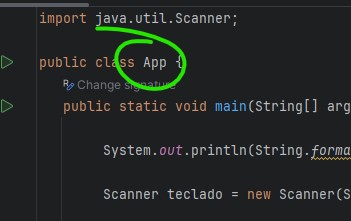 import java.util.Scanner;
public class App {
Change signature
public static void main(String[] arg
System.out.println(String.forma
Scanner teclado = new Scanner(S